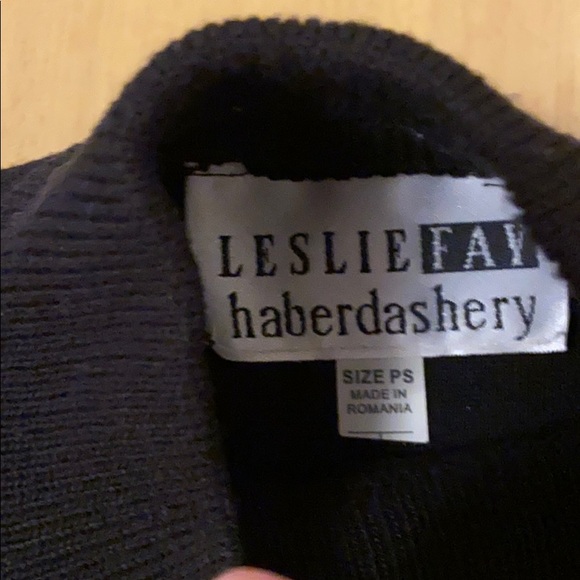 LESLIE FAY
haberdashery
SIZE PS
MADE IN
ROMANIA